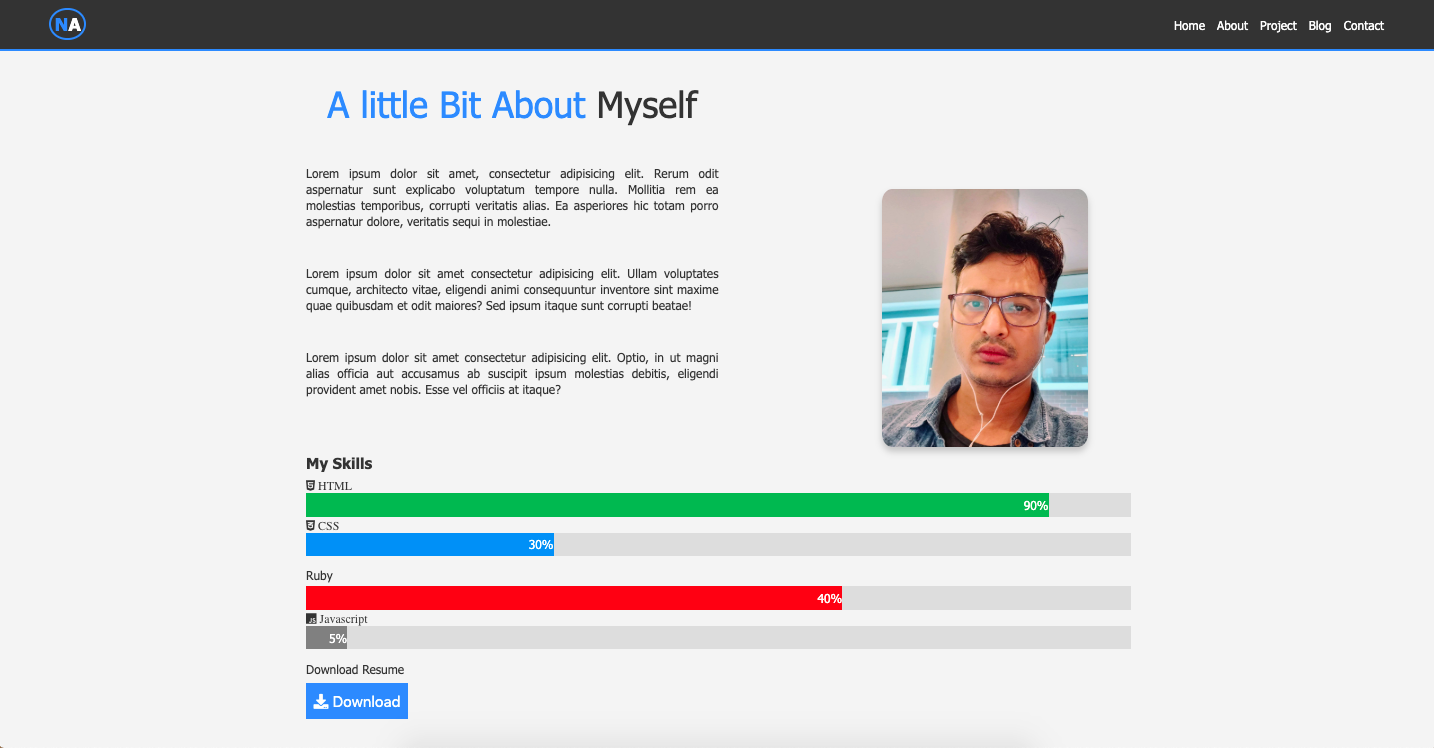 NA
Home About Project Blog Contact
A little Bit About Myself
Lorem ipsum dolor sit amet, consectetur adipisicing elit. Rerum odit
aspernatur sunt explicabo voluptatum tempore nulla. Mollitia rem ea
molestias temporibus, corrupti veritatis alias. Ea asperiores hic totam porro
aspernatur dolore, veritatis sequi in molestiae.
Lorem ipsum dolor sit amet consectetur adipisicing elit. Ullam voluptates
cumque, architecto vitae, eligendi animi consequuntur inventore sint maxime
quae quibusdam et odit maiores? Sed ipsum itaque sunt corrupti beatae!
Lorem ipsum dolor sit amet consectetur adipisicing elit. Optio, in ut magni
alias officia aut accusamus ab suscipit ipsum molestias debitis, eligendi
provident amet nobis. Esse vel officiis at itaque?
My Skills
HTML
90%
CSS
30%
Ruby
40%
Javascript
5%
Download Resume
Download